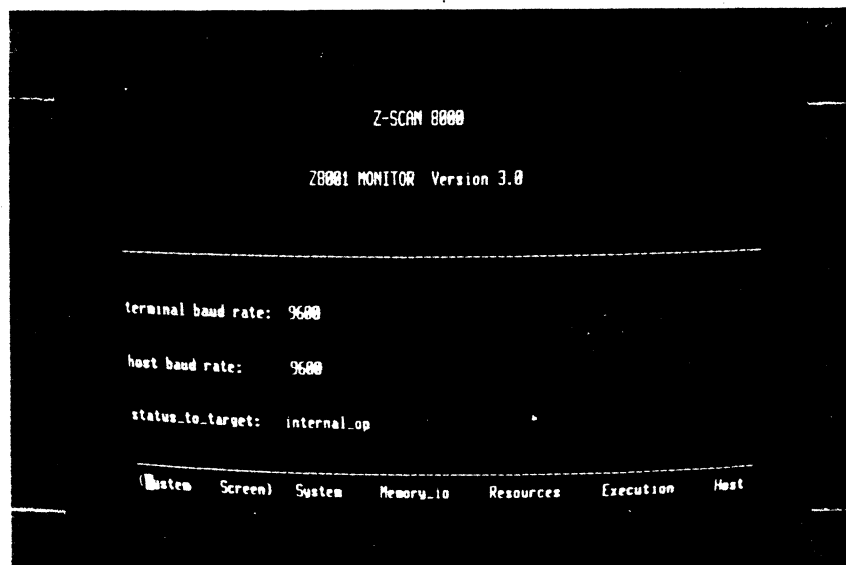 Z-SCAN 8000
Z8001 MONITOR Version 3.0
terminal baud rate: 9600
host baud rate: 9600
status_to_target: internal_op
(System Screen) System Memory_io Resources Execution Host